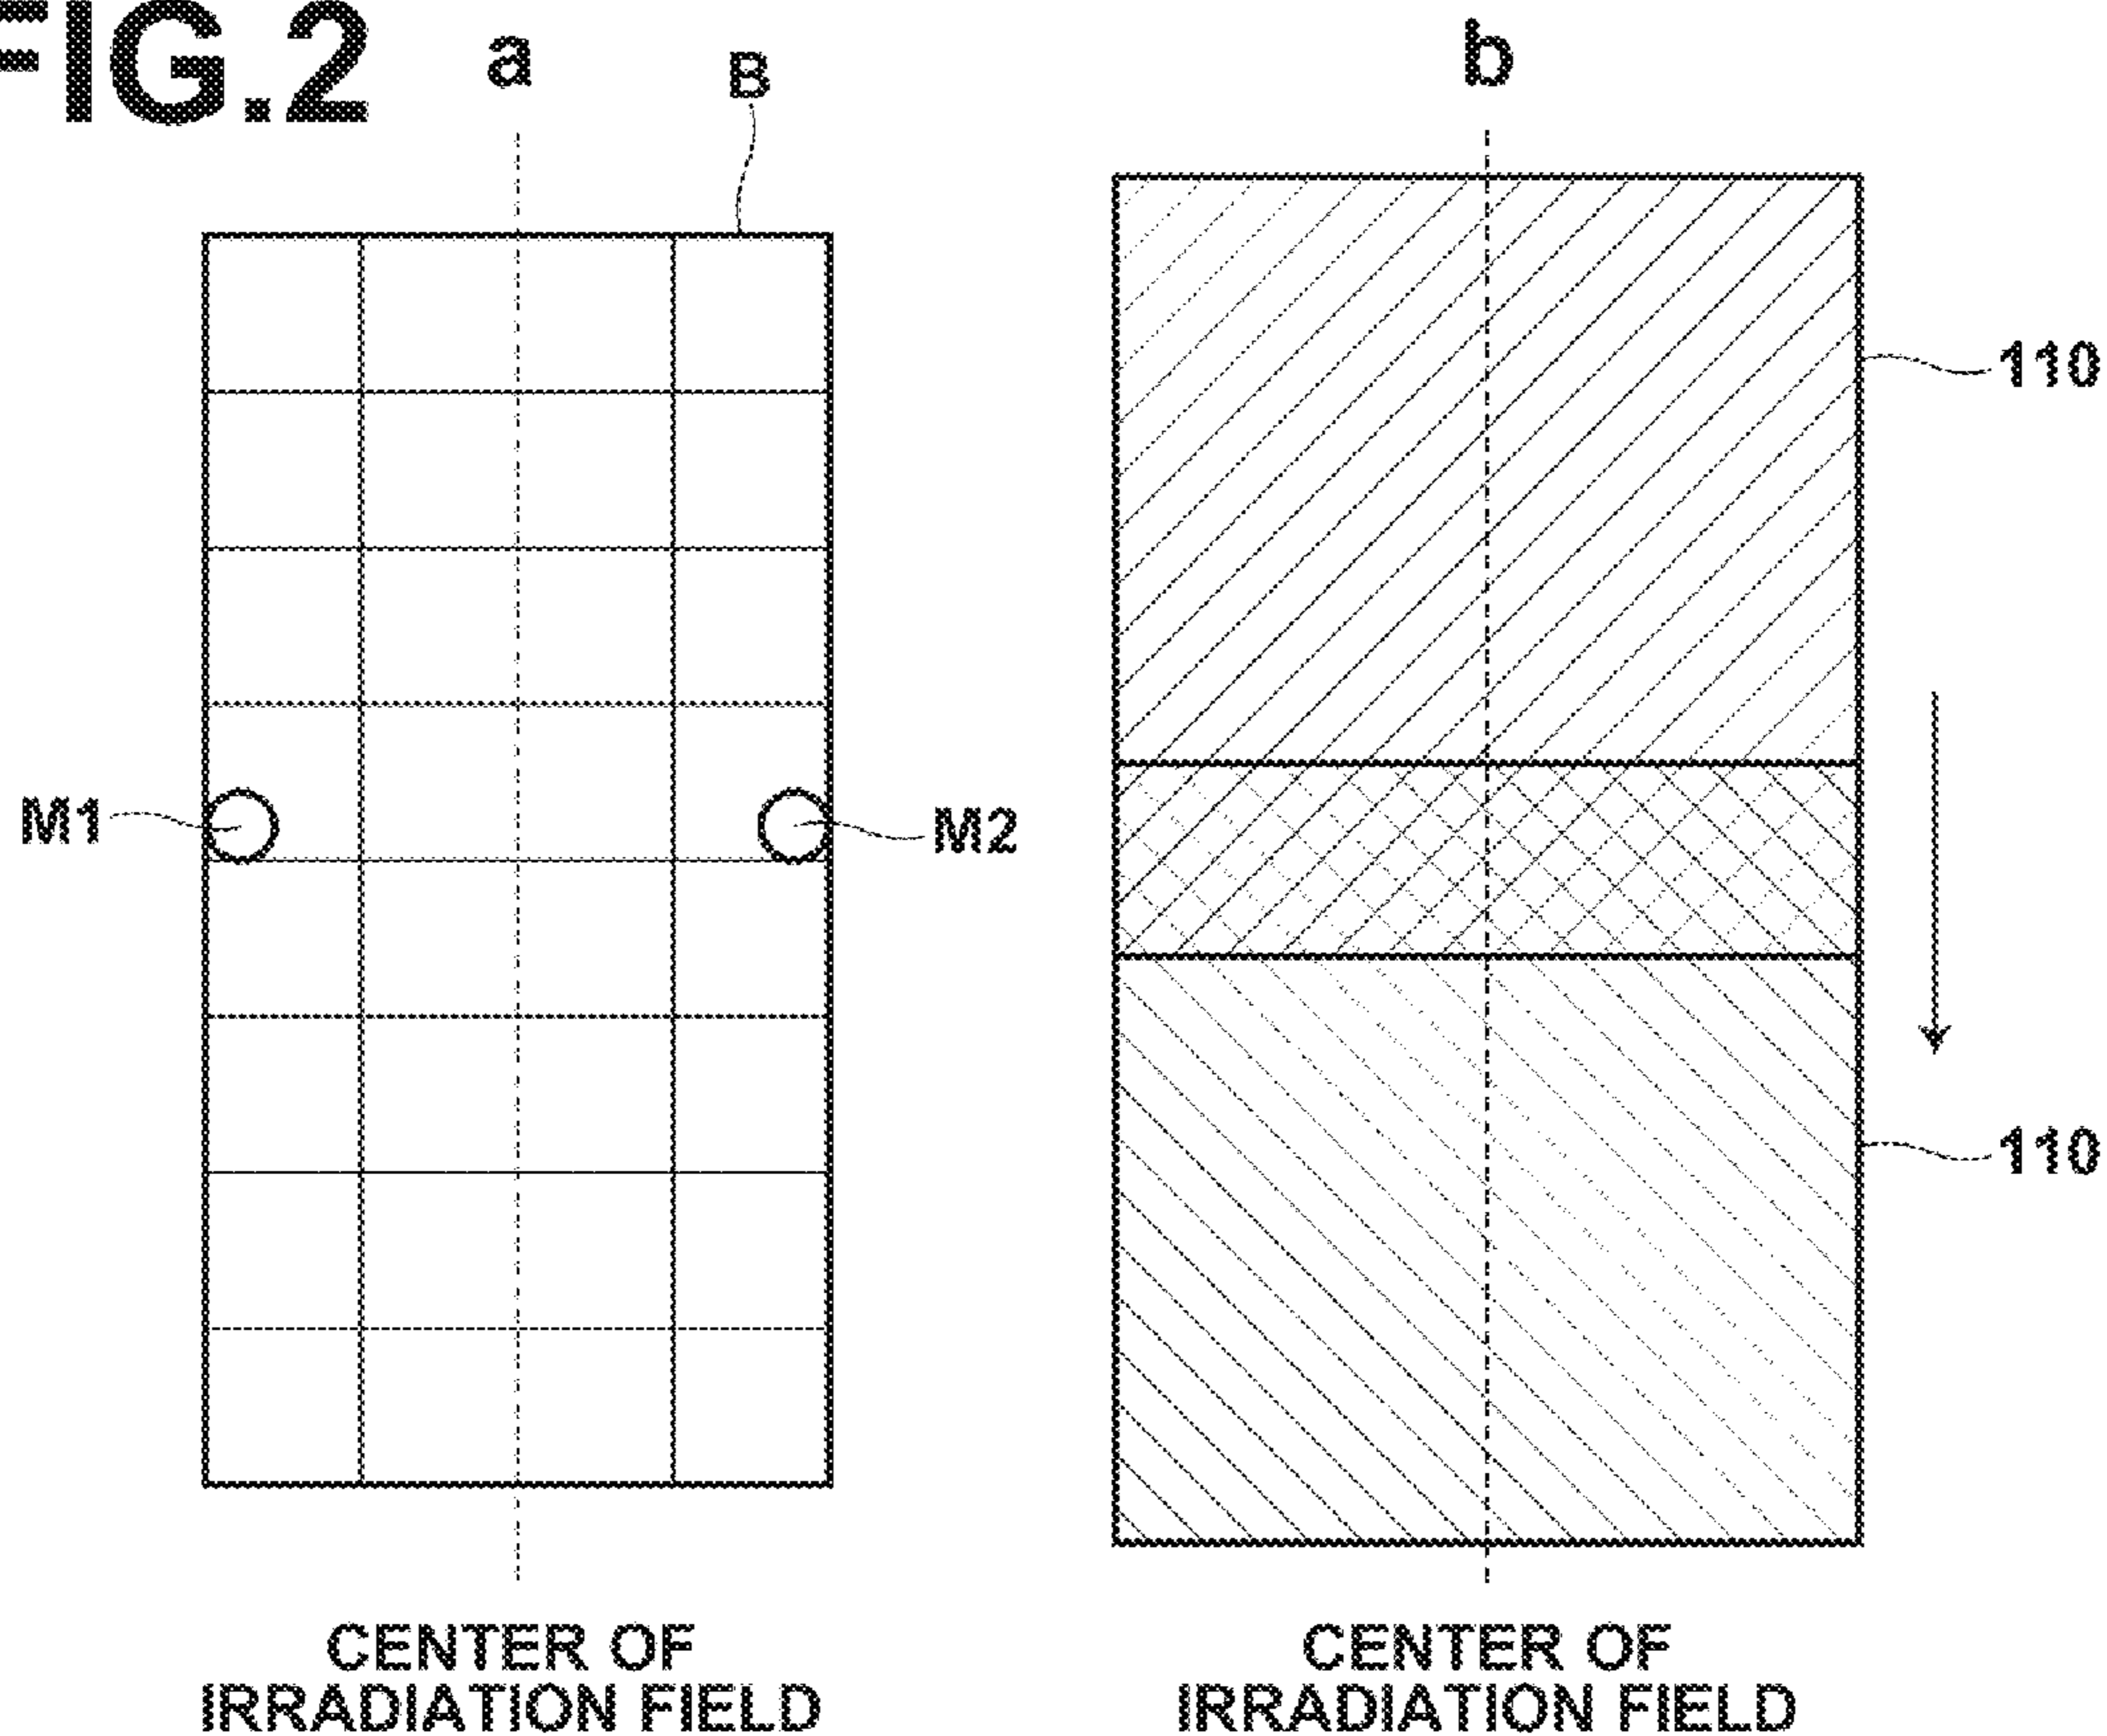 FIG.2
a
B
b
110
M1
M2
110
CENTER OF
IRRADIATION FIELD
CENTER OF
IRRADIATION FIELD